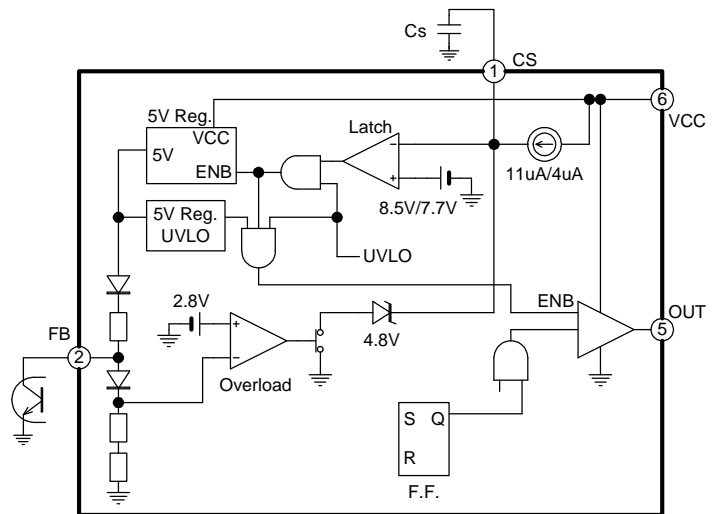 Cs
1
CS
5V Reg.
VCC
5V
ENB
Latch
−
+
6
VCC
11uA/4uA
8.5V/7.7V
5V Reg.
UVLO
UVLO
2.8V
+
−
Overload
4.8V
ENB
OUT
5
FB
2
S Q
R
F.F.